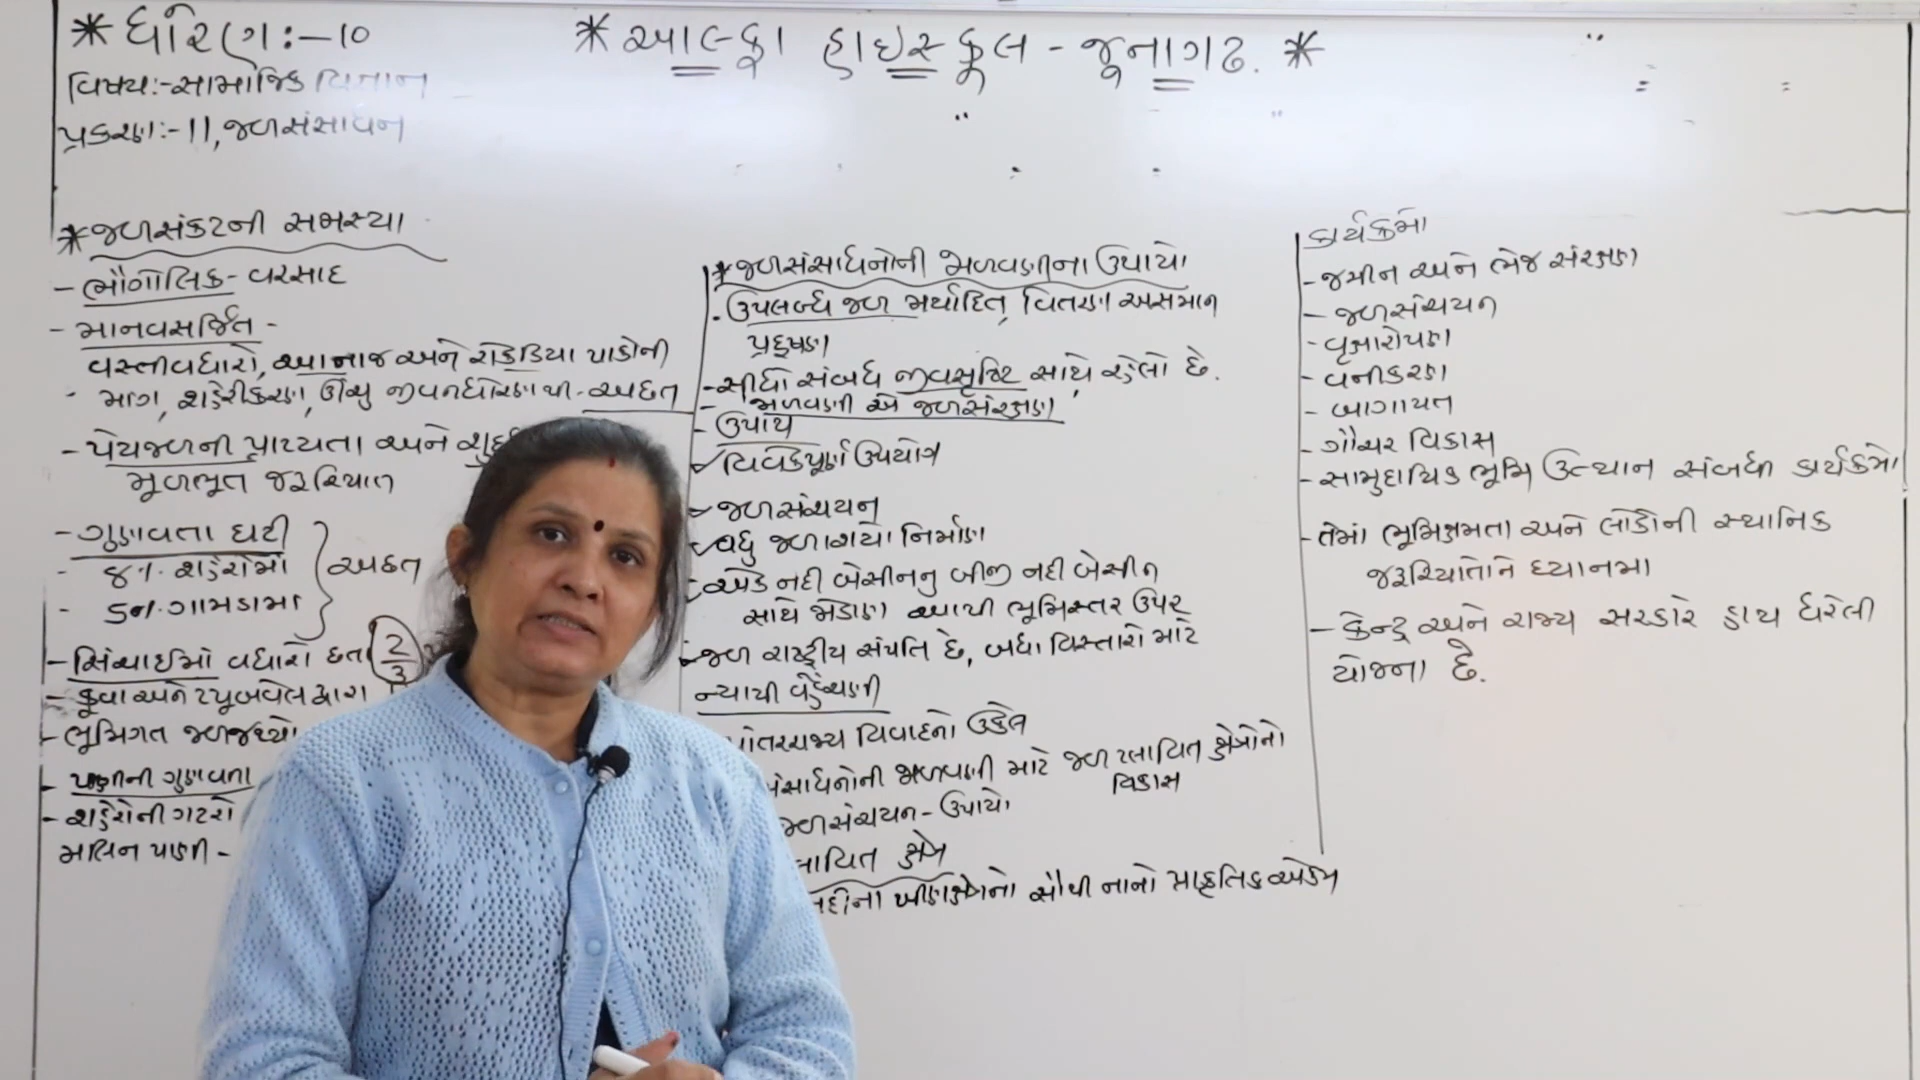 * ધોરણ :- 10
* આલ્ફા હાઇસ્કૂલ - જૂનાગઢ. *
વિષય :- સામાજિક વિજ્ઞાન
પ્રકરણ :- 11, જળસંસાધન
* જળસંકટની સમસ્યા
- ભૌગોલિક - વરસાદ
- માનવસર્જિત -
વસ્તીવધારો, અનાજ અને રોકડિયા પાકોની
માગ, શહેરીકરણ, ઊંચુ જીવનધોરણથી - અછત
- પેયજળની પ્રાપ્યતા અને
મૂળભૂત જરૂરિયાત
- ગુણવતા ઘટી
- 8%. શહેરોમાં } અછત
- 50%. ગામડામાં
- સિંચાઈમાં વધારો છતા 2/3
- કૂવા અને ટ્યૂબવેલ દ્વારા
- ભૂમિગત જળજથ્થો
- પાણીની ગુણવતા
- શહેરોની ગટરો
મલિન પાણી -
* જળસંસાધનોની જાળવણીના ઉપાયો
- ઉપલબ્ધ જળ મર્યાદિત, વિતરણ અસમાન
પ્રદૂષણ
- સીધો સંબંધ જીવસૃષ્ટિ સાથે રહેલો છે.
- જાળવણી એ જળસંરક્ષણ
- ઉપાય
✓ વિવેકપૂર્ણ ઉપયોગ
✓ જળસંચયન
✓ વધુ જળાશયો નિર્માણ
✓ એક નદી બેસીનનુ બીજી નદી બેસીન
સાથે જોડાણ આપી ભૂમિસ્તર ઉપર
✓ જળ રાષ્ટ્રીય સંપતિ છે, બધા વિસ્તારો માટે
ન્યાયી વહેંચણી
આંતરરાજ્ય વિવાદનો ઉકેલ
સંસાધનોની જાળવણી માટે જળ પ્લાવિત ક્ષેત્રોનો
વિકાસ
જળસંચયન - ઉપાયો
પ્લાવિત ક્ષેત્ર
નદીના ખીણક્ષેત્રનો સૌથી નાનો પ્રાકૃતિક એકમ
કાર્યક્રમો
- જમીન અને ભેજ સંરક્ષણ
- જળસંચયન
- વૃક્ષારોપણ
- વનીકરણ
- બાગાયત
- ગૌચર વિકાસ
- સામુદાયિક ભૂમિ ઉત્થાન સંબંધી કાર્યક્રમો
- તેમાં ભૂમિક્ષમતા અને લોકોની સ્થાનિક
જરૂરિયાતોને ધ્યાનમાં
- કેન્દ્ર અને રાજ્ય સરકારે હાથ ધરેલી
યોજના છે.